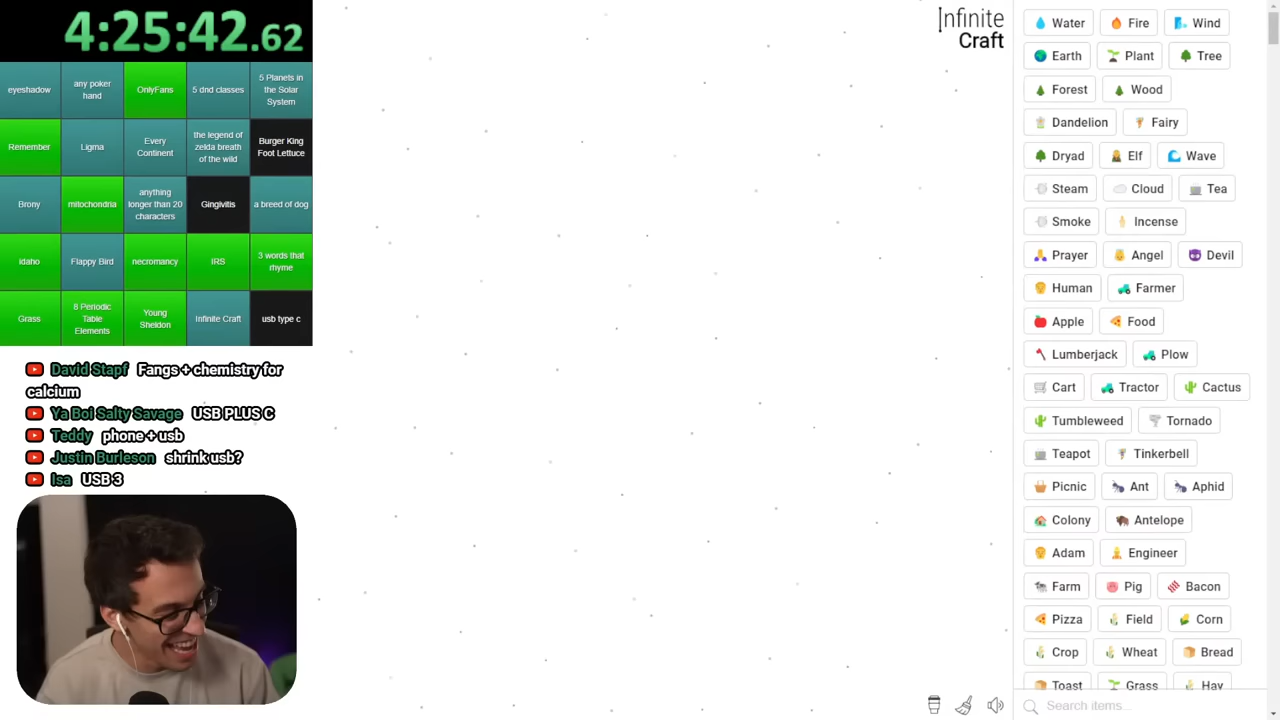 4:25:42.62
eyeshadow
any poker
hand
OnlyFans
5 dnd classes
5 Planets in
the Solar
System
Remember
Ligma
Every
Continent
the legend of
zelda breath
of the wild
Burger King
Foot Lettuce
Brony
mitochondria
anything
longer than 20
characters
Gingivitis
a breed of dog
idaho
Flappy Bird
necromancy
IRS
3 words that
rhyme
Grass
8 Periodic
Table
Elements
Young
Sheldon
Infinite Craft
usb type c
David Stapf Fangs + chemistry for
calcium
Ya Boi Salty Savage USB PLUS C
Teddy phone + usb
Justin Burleson shrink usb?
Isa USB 3
Infinite
Craft
Water Fire Wind
Earth Plant Tree
Forest Wood
Dandelion Fairy
Dryad Elf Wave
Steam Cloud Tea
Smoke Incense
Prayer Angel Devil
Human Farmer
Apple Food
Lumberjack Plow
Cart Tractor Cactus
Tumbleweed Tornado
Teapot Tinkerbell
Picnic Ant Aphid
Colony Antelope
Adam Engineer
Farm Pig Bacon
Pizza Field Corn
Crop Wheat Bread
Toast Grass Hay
Search items...